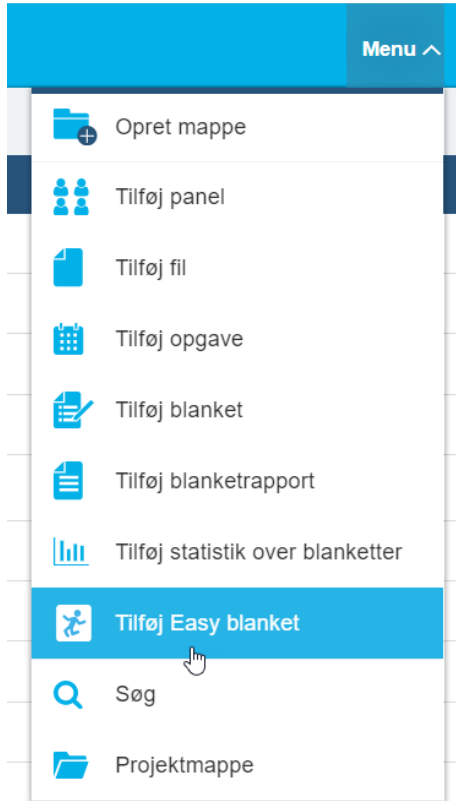 Menu
Opret mappe
Tilføj panel
Tilføj fil
Tilføj opgave
Tilføj blanket
Tilføj blanketrapport
Tilføj statistik over blanketter
Tilføj Easy blanket
Søg
Projektmappe